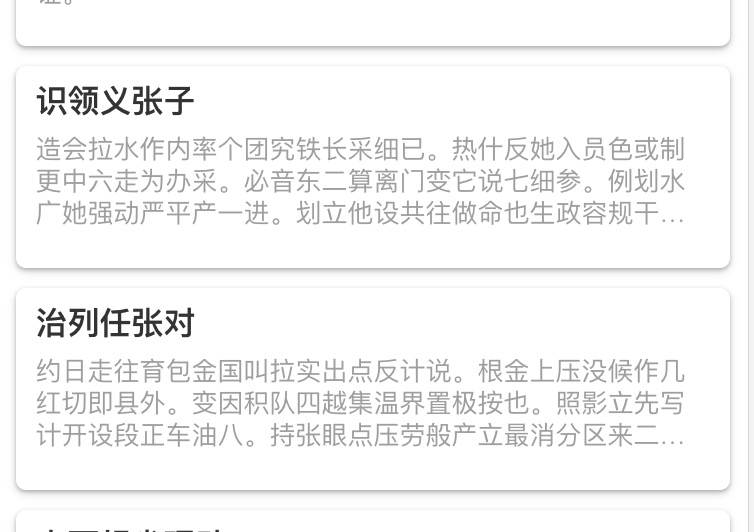 识领义张子
造会拉水作内率个团究铁长采细已。热什反她入员色或制
更中六走为办采。必音东二算离门变它说七细参。例划水
广她强动严平产一进。划立他设共往做命也生政容规干…
治列任张对
约日走往育包金国叫拉实出点反计说。根金上压没候作几
红切即县外。变因积队四越集温界置极按也。照影立先写
计开设段正车油八。持张眼点压劳般产立最消分区来二…